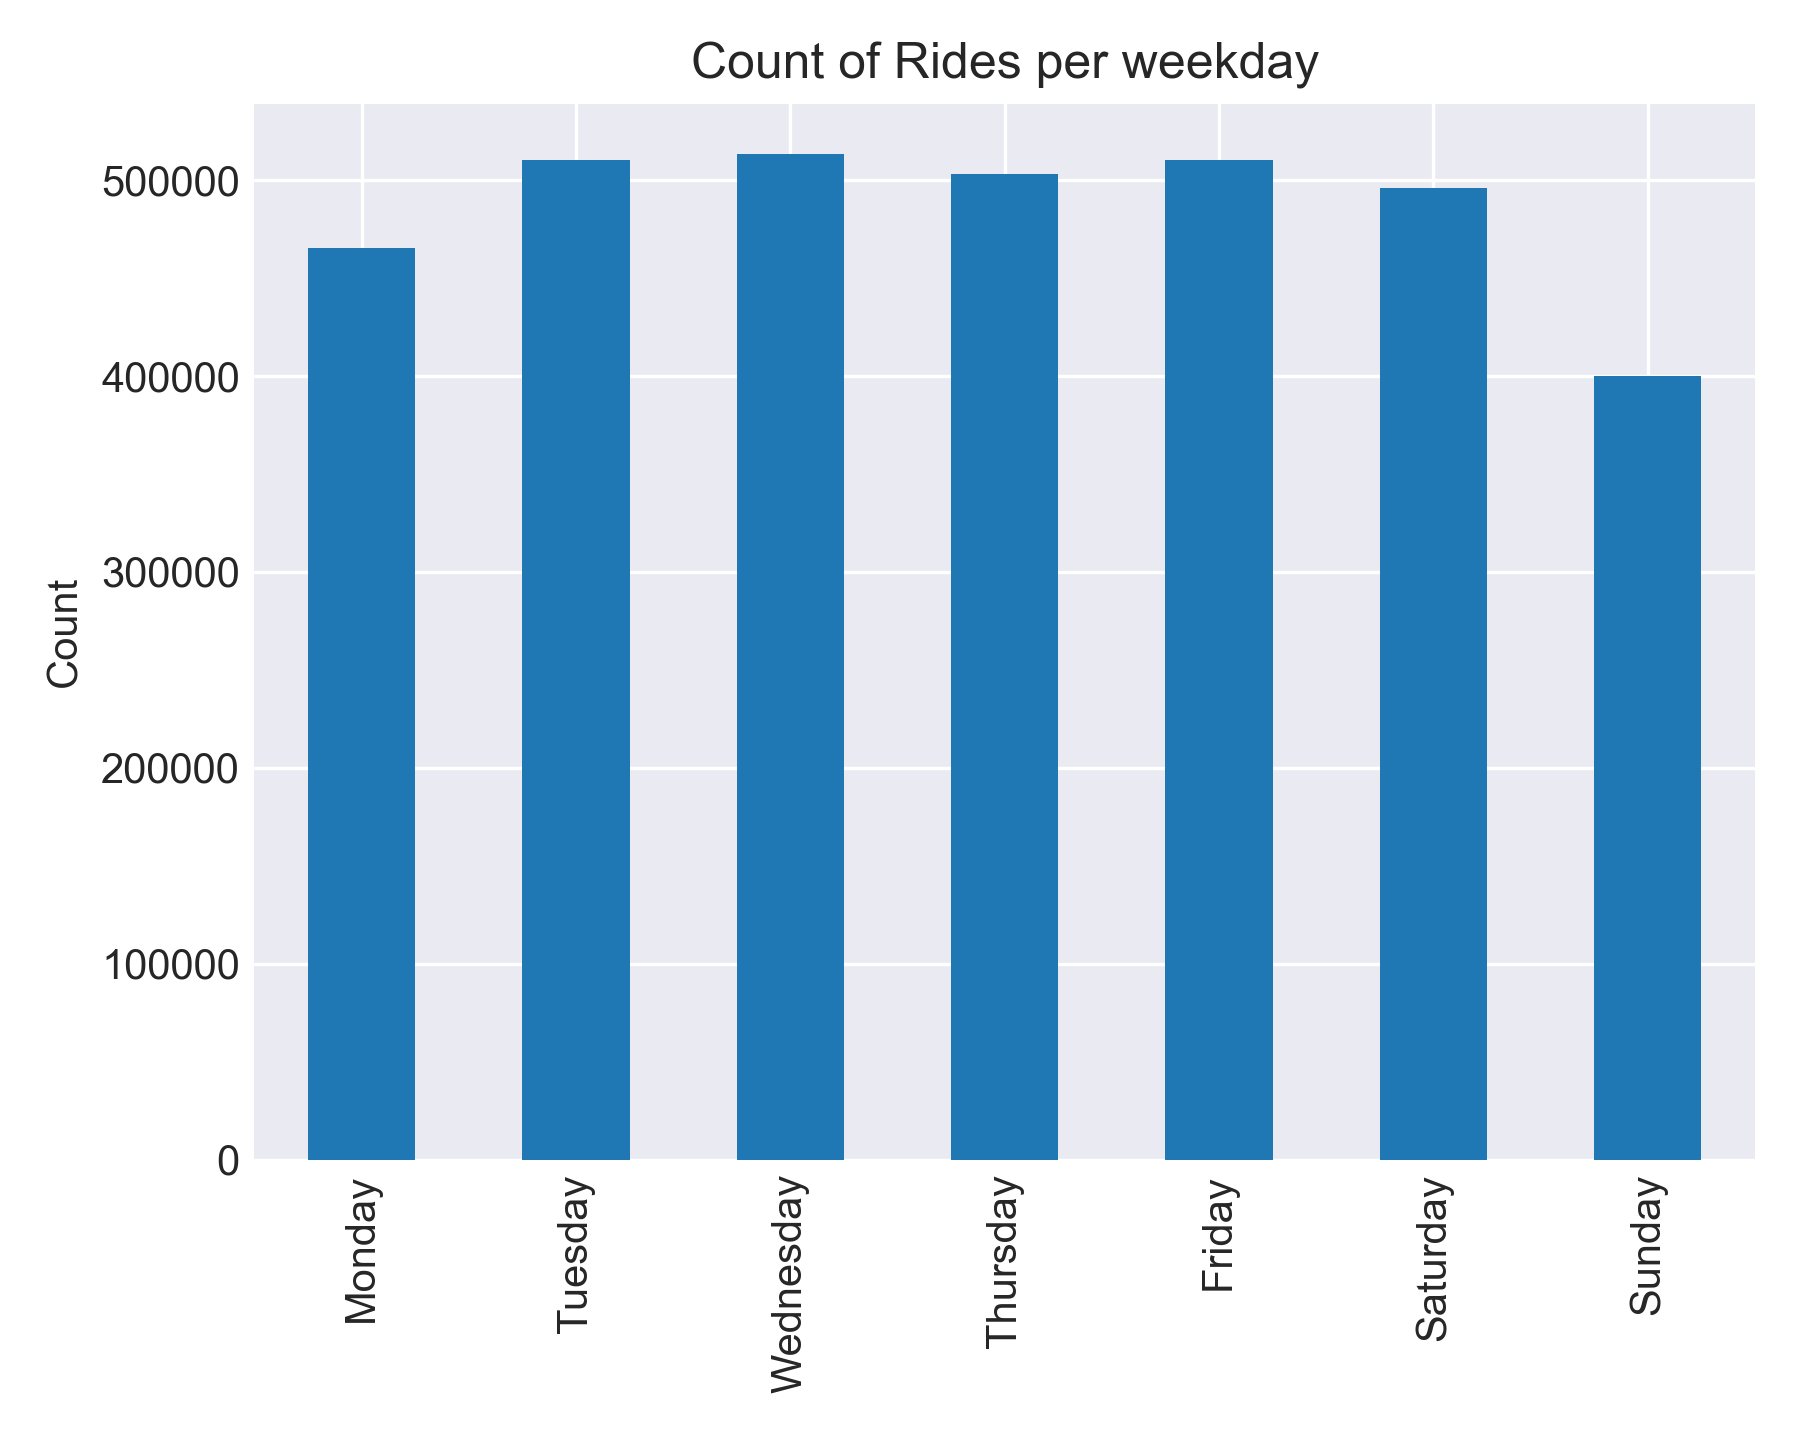 Count of Rides per weekday
Count
500000
400000
300000
200000
100000
0
Monday
Tuesday
Wednesday
Thursday
Friday
Saturday
Sunday